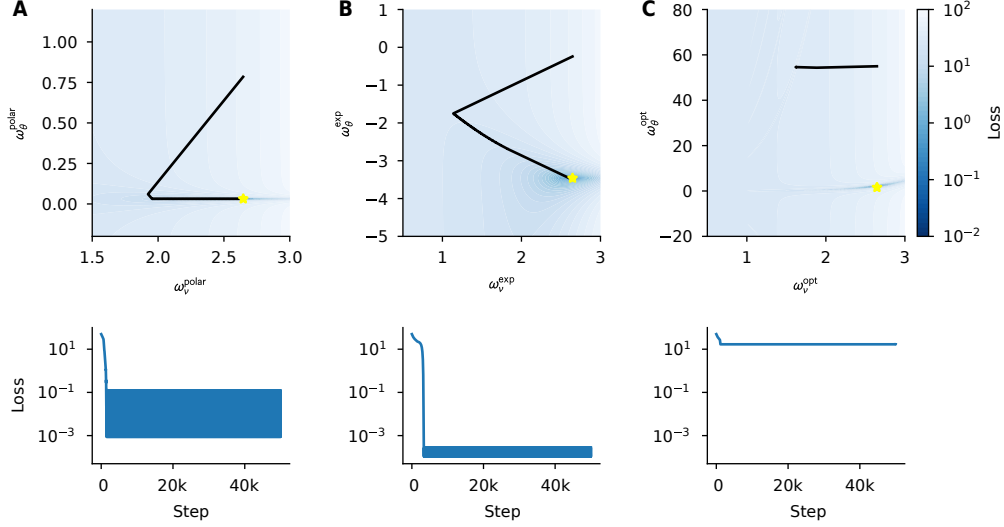 A
B
C
1.00
0.75
0.50
0.25
0.00
1.5
2.0
2.5
3.0
ω_θ^polar
ω_ν^polar
1
0
−1
−2
−3
−4
−5
1
2
3
ω_θ^exp
ω_ν^exp
80
60
40
20
0
−20
1
2
3
ω_θ^opt
ω_ν^opt
10^2
10^1
10^0
10^−1
10^−2
Loss
Loss
10^1
10^−1
10^−3
0
20k
40k
Step
10^1
10^−1
10^−3
0
20k
40k
Step
10^1
10^−1
10^−3
0
20k
40k
Step